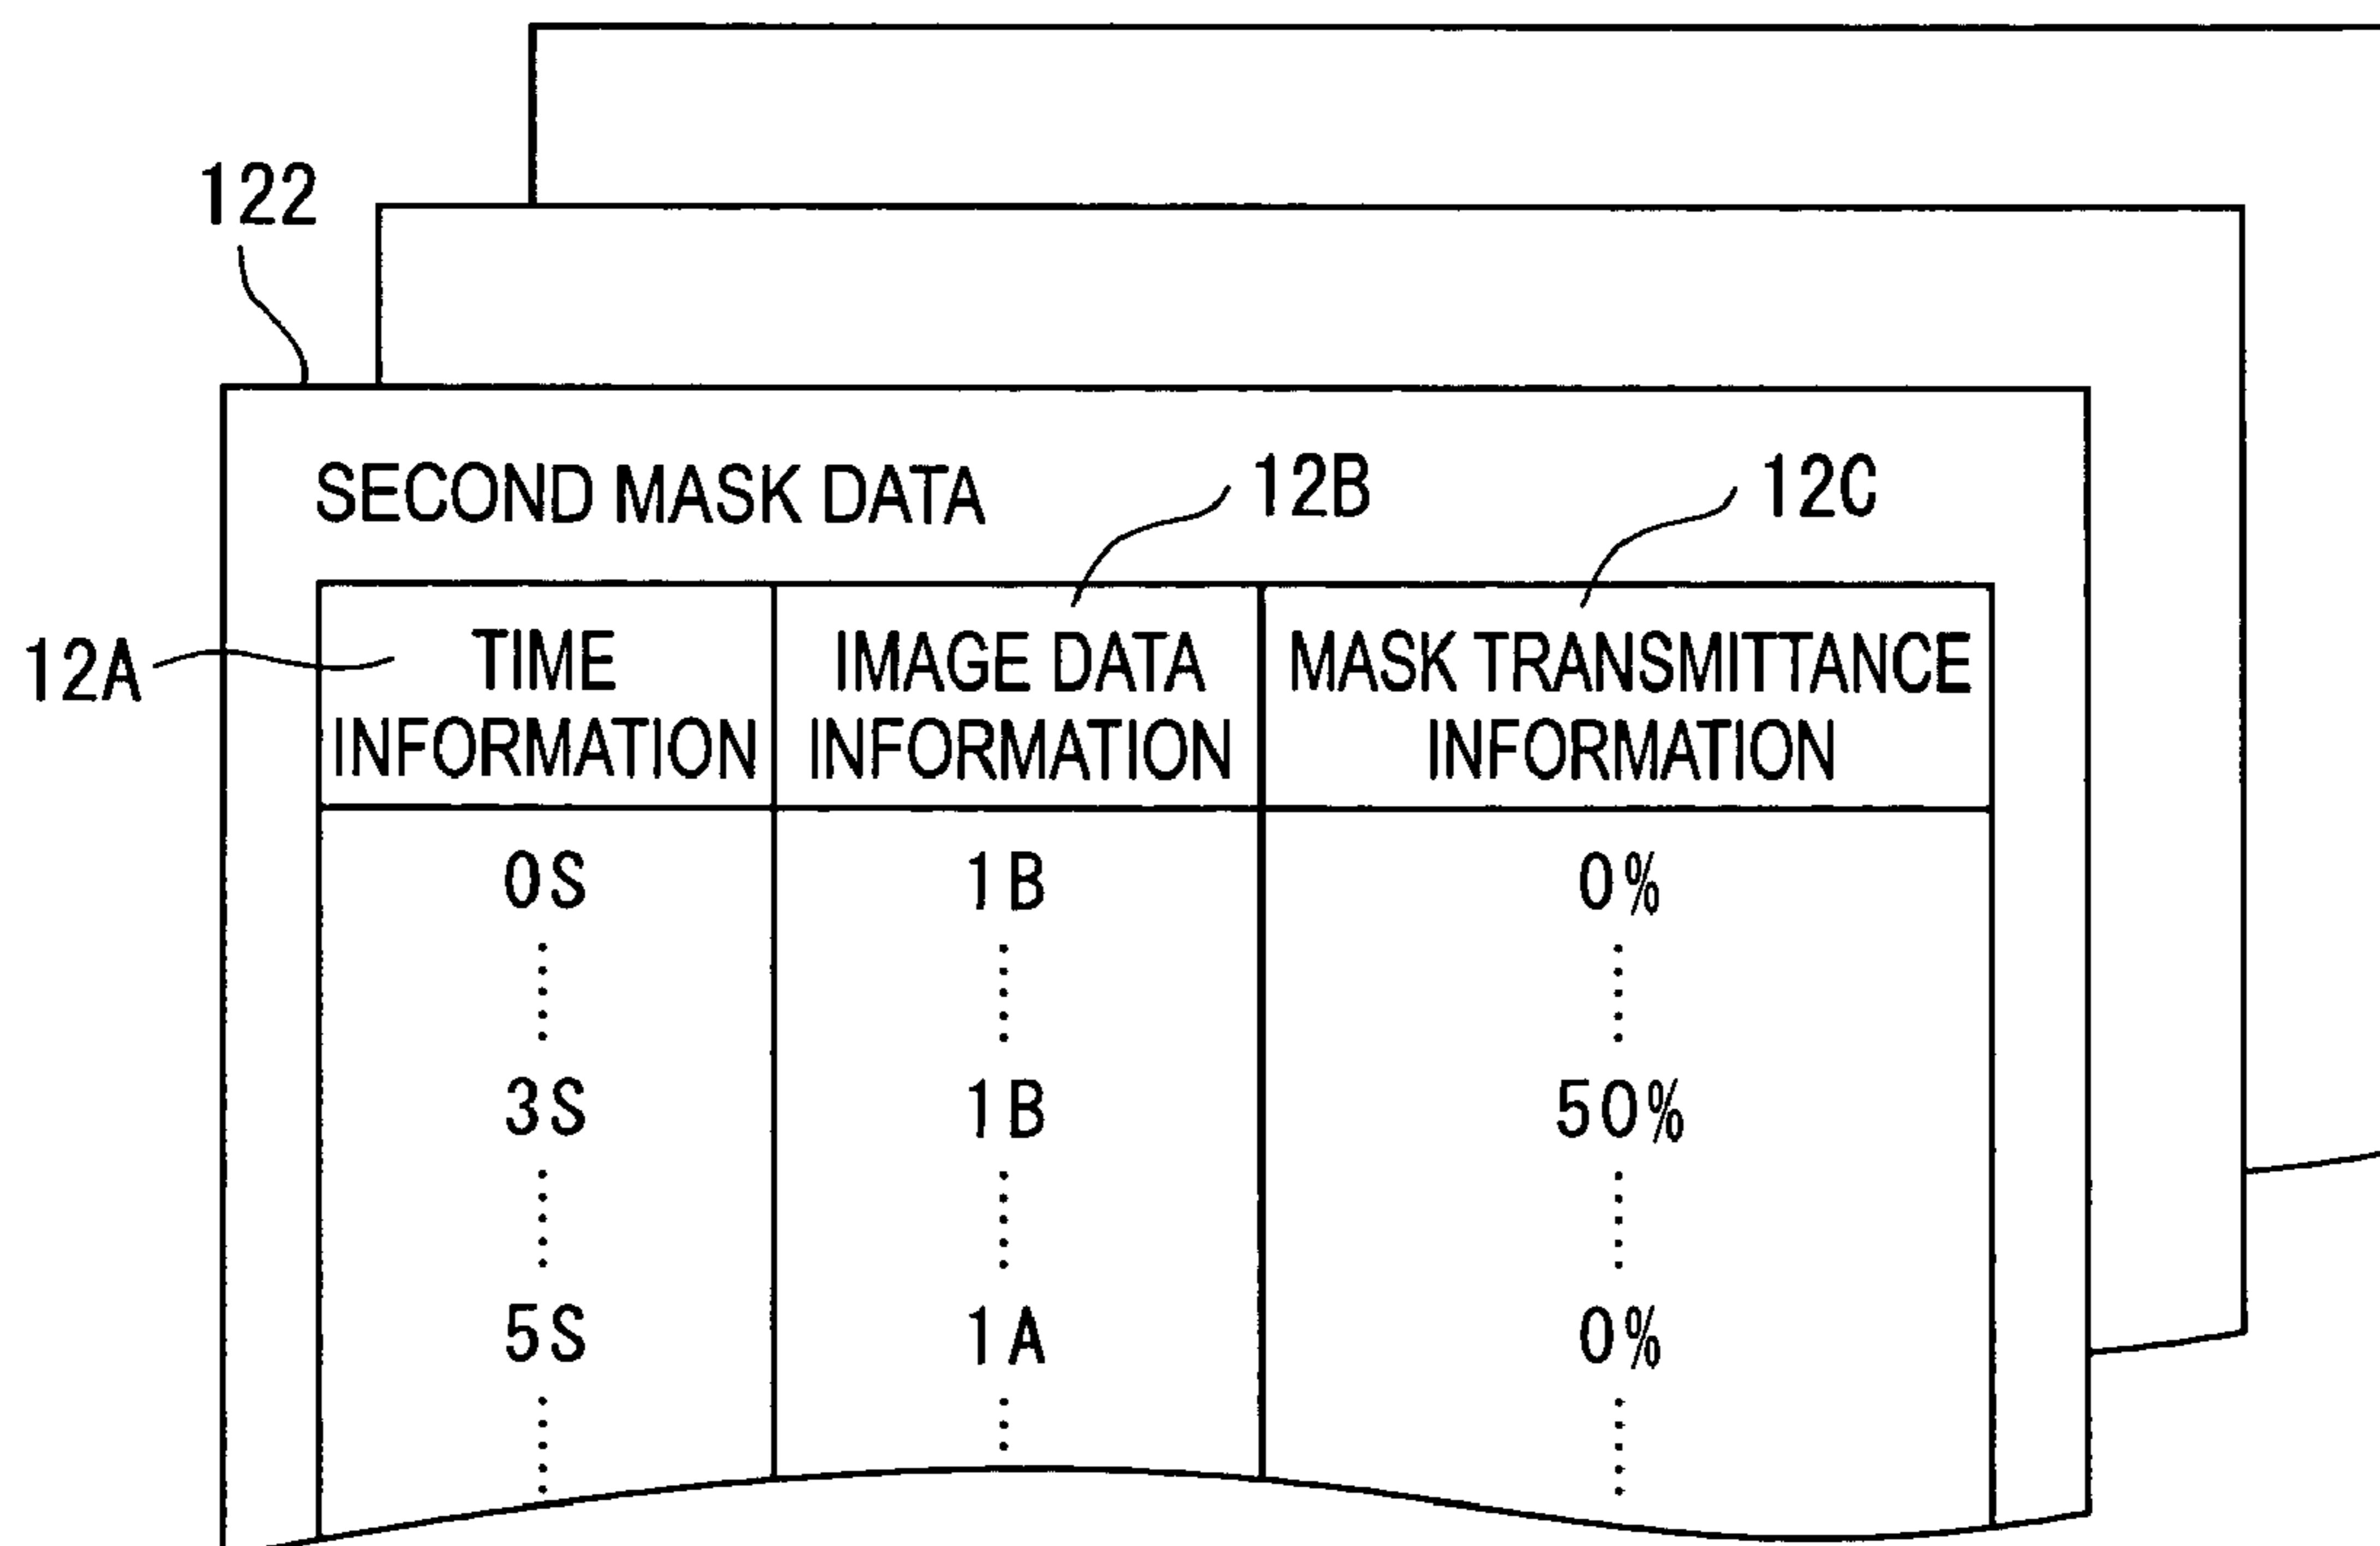 122
SECOND MASK DATA
12B
12C
12A
TIME INFORMATION
IMAGE DATA INFORMATION
MASK TRANSMITTANCE INFORMATION
0S 1B 0%
3S 1B 50%
5S 1A 0%